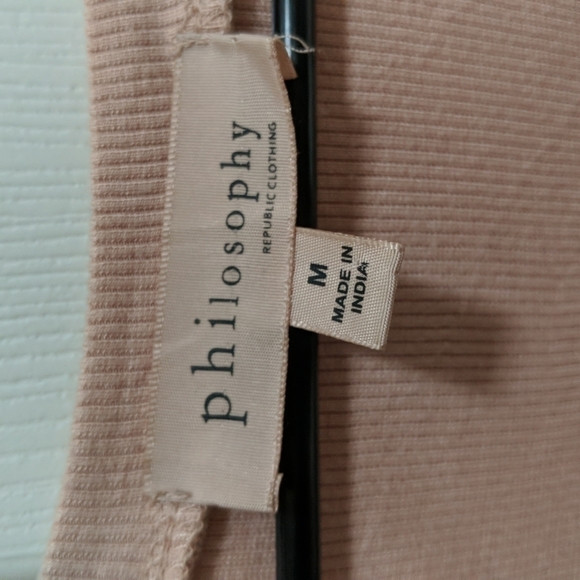 philosophy
REPUBLIC CLOTHING
M
MADE IN
INDIA